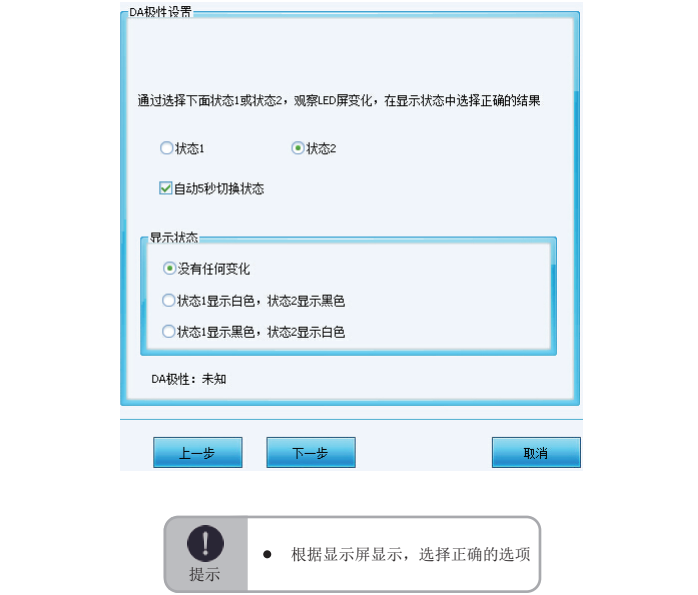 DA极性设置
通过选择下面状态1或状态2，观察LED屏变化，在显示状态中选择正确的结果
状态1 状态2
自动5秒切换状态
显示状态
没有任何变化
状态1显示白色，状态2显示黑色
状态1显示黑色，状态2显示白色
DA极性：未知
上一步 下一步 取消
● 根据显示屏显示，选择正确的选项
提示